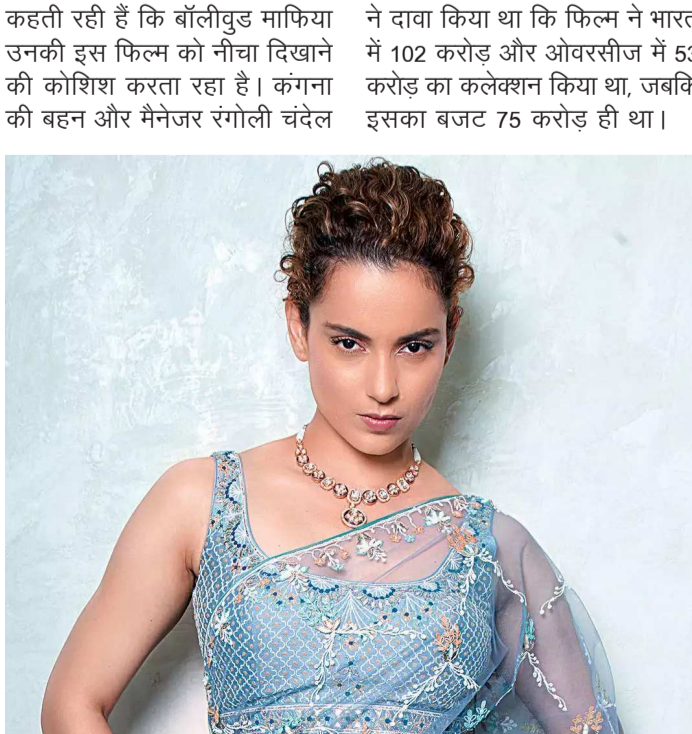 कहती रही हैं कि बॉलीवुड माफिया
उनकी इस फिल्म को नीचा दिखाने
की कोशिश करता रहा है। कंगना
की बहन और मैनेजर रंगोली चंदेल
ने दावा किया था कि फिल्म ने भारत
में 102 करोड़ और ओवरसीज में 53
करोड़ का कलेक्शन किया था, जबकि
इसका बजट 75 करोड़ ही था।